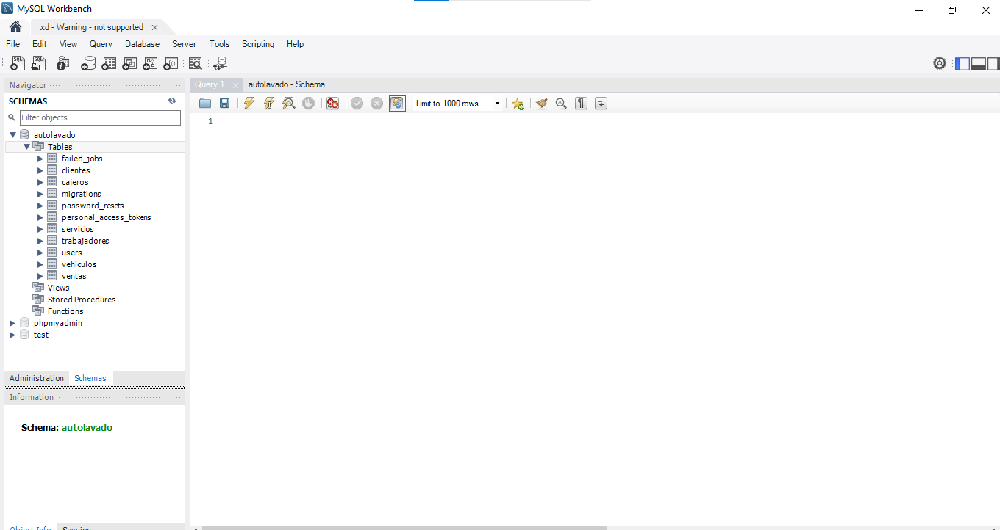 MySQL Workbench
xd - Warning - not supported
File Edit View Query Database Server Tools Scripting Help
Navigator
Query 1
autolavado - Schema
SCHEMAS
Limit to 1000 rows
Filter objects
1
autolavado
Tables
failed_jobs
clientes
cajeros
migrations
password_resets
personal_access_tokens
servicios
trabajadores
users
vehiculos
ventas
Views
Stored Procedures
Functions
phpmyadmin
test
Administration Schemas
Information
Schema: autolavado
Object Info Session